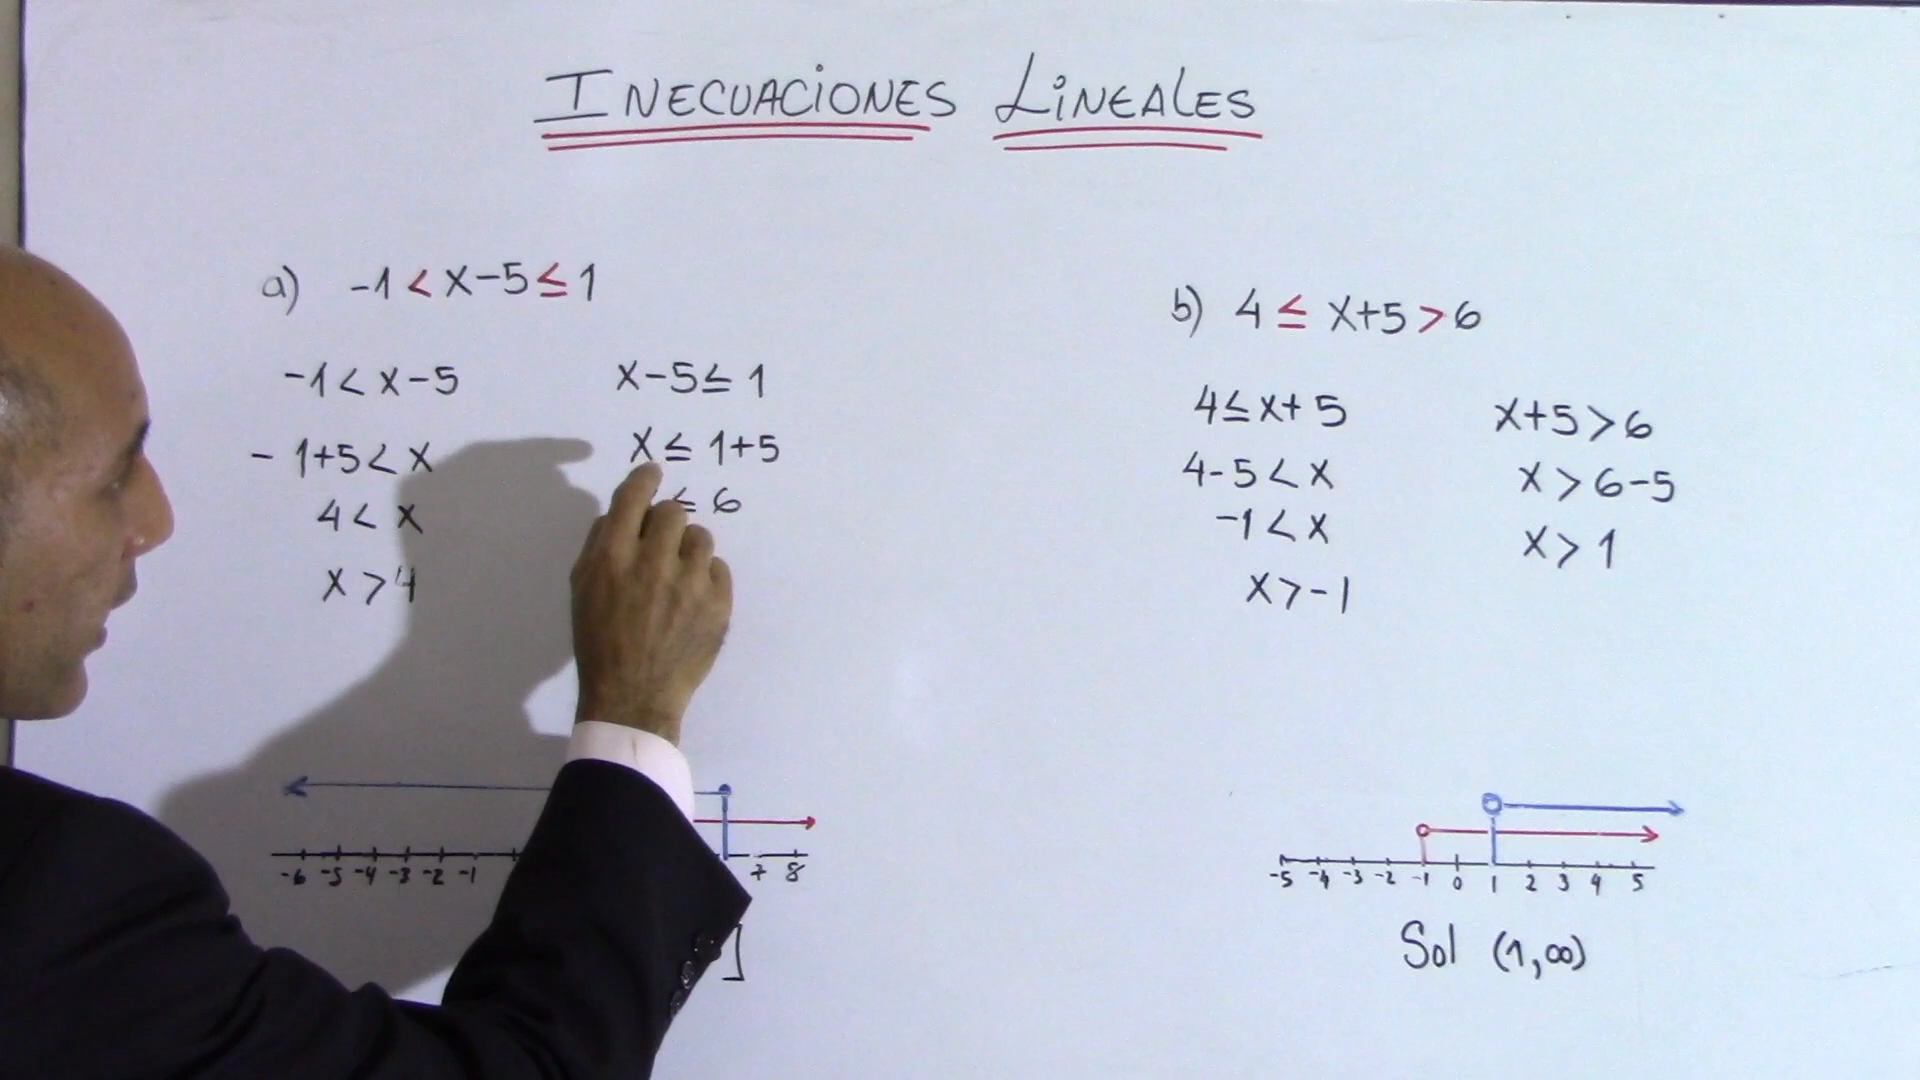 INECUACIONES LINEALES
a) -1 < x-5 ≤ 1
-1 < x-5
-1+5 < x
4 < x
x > 4
x-5 ≤ 1
x ≤ 1+5
≤ 6
-6 -5 -4 -3 -2 -1 7 8
]
b) 4 ≤ x+5 > 6
4 ≤ x+5
4-5 < x
-1 < x
x > -1
x+5 > 6
x > 6-5
x > 1
-5 -4 -3 -2 -1 0 1 2 3 4 5
Sol (1,∞)